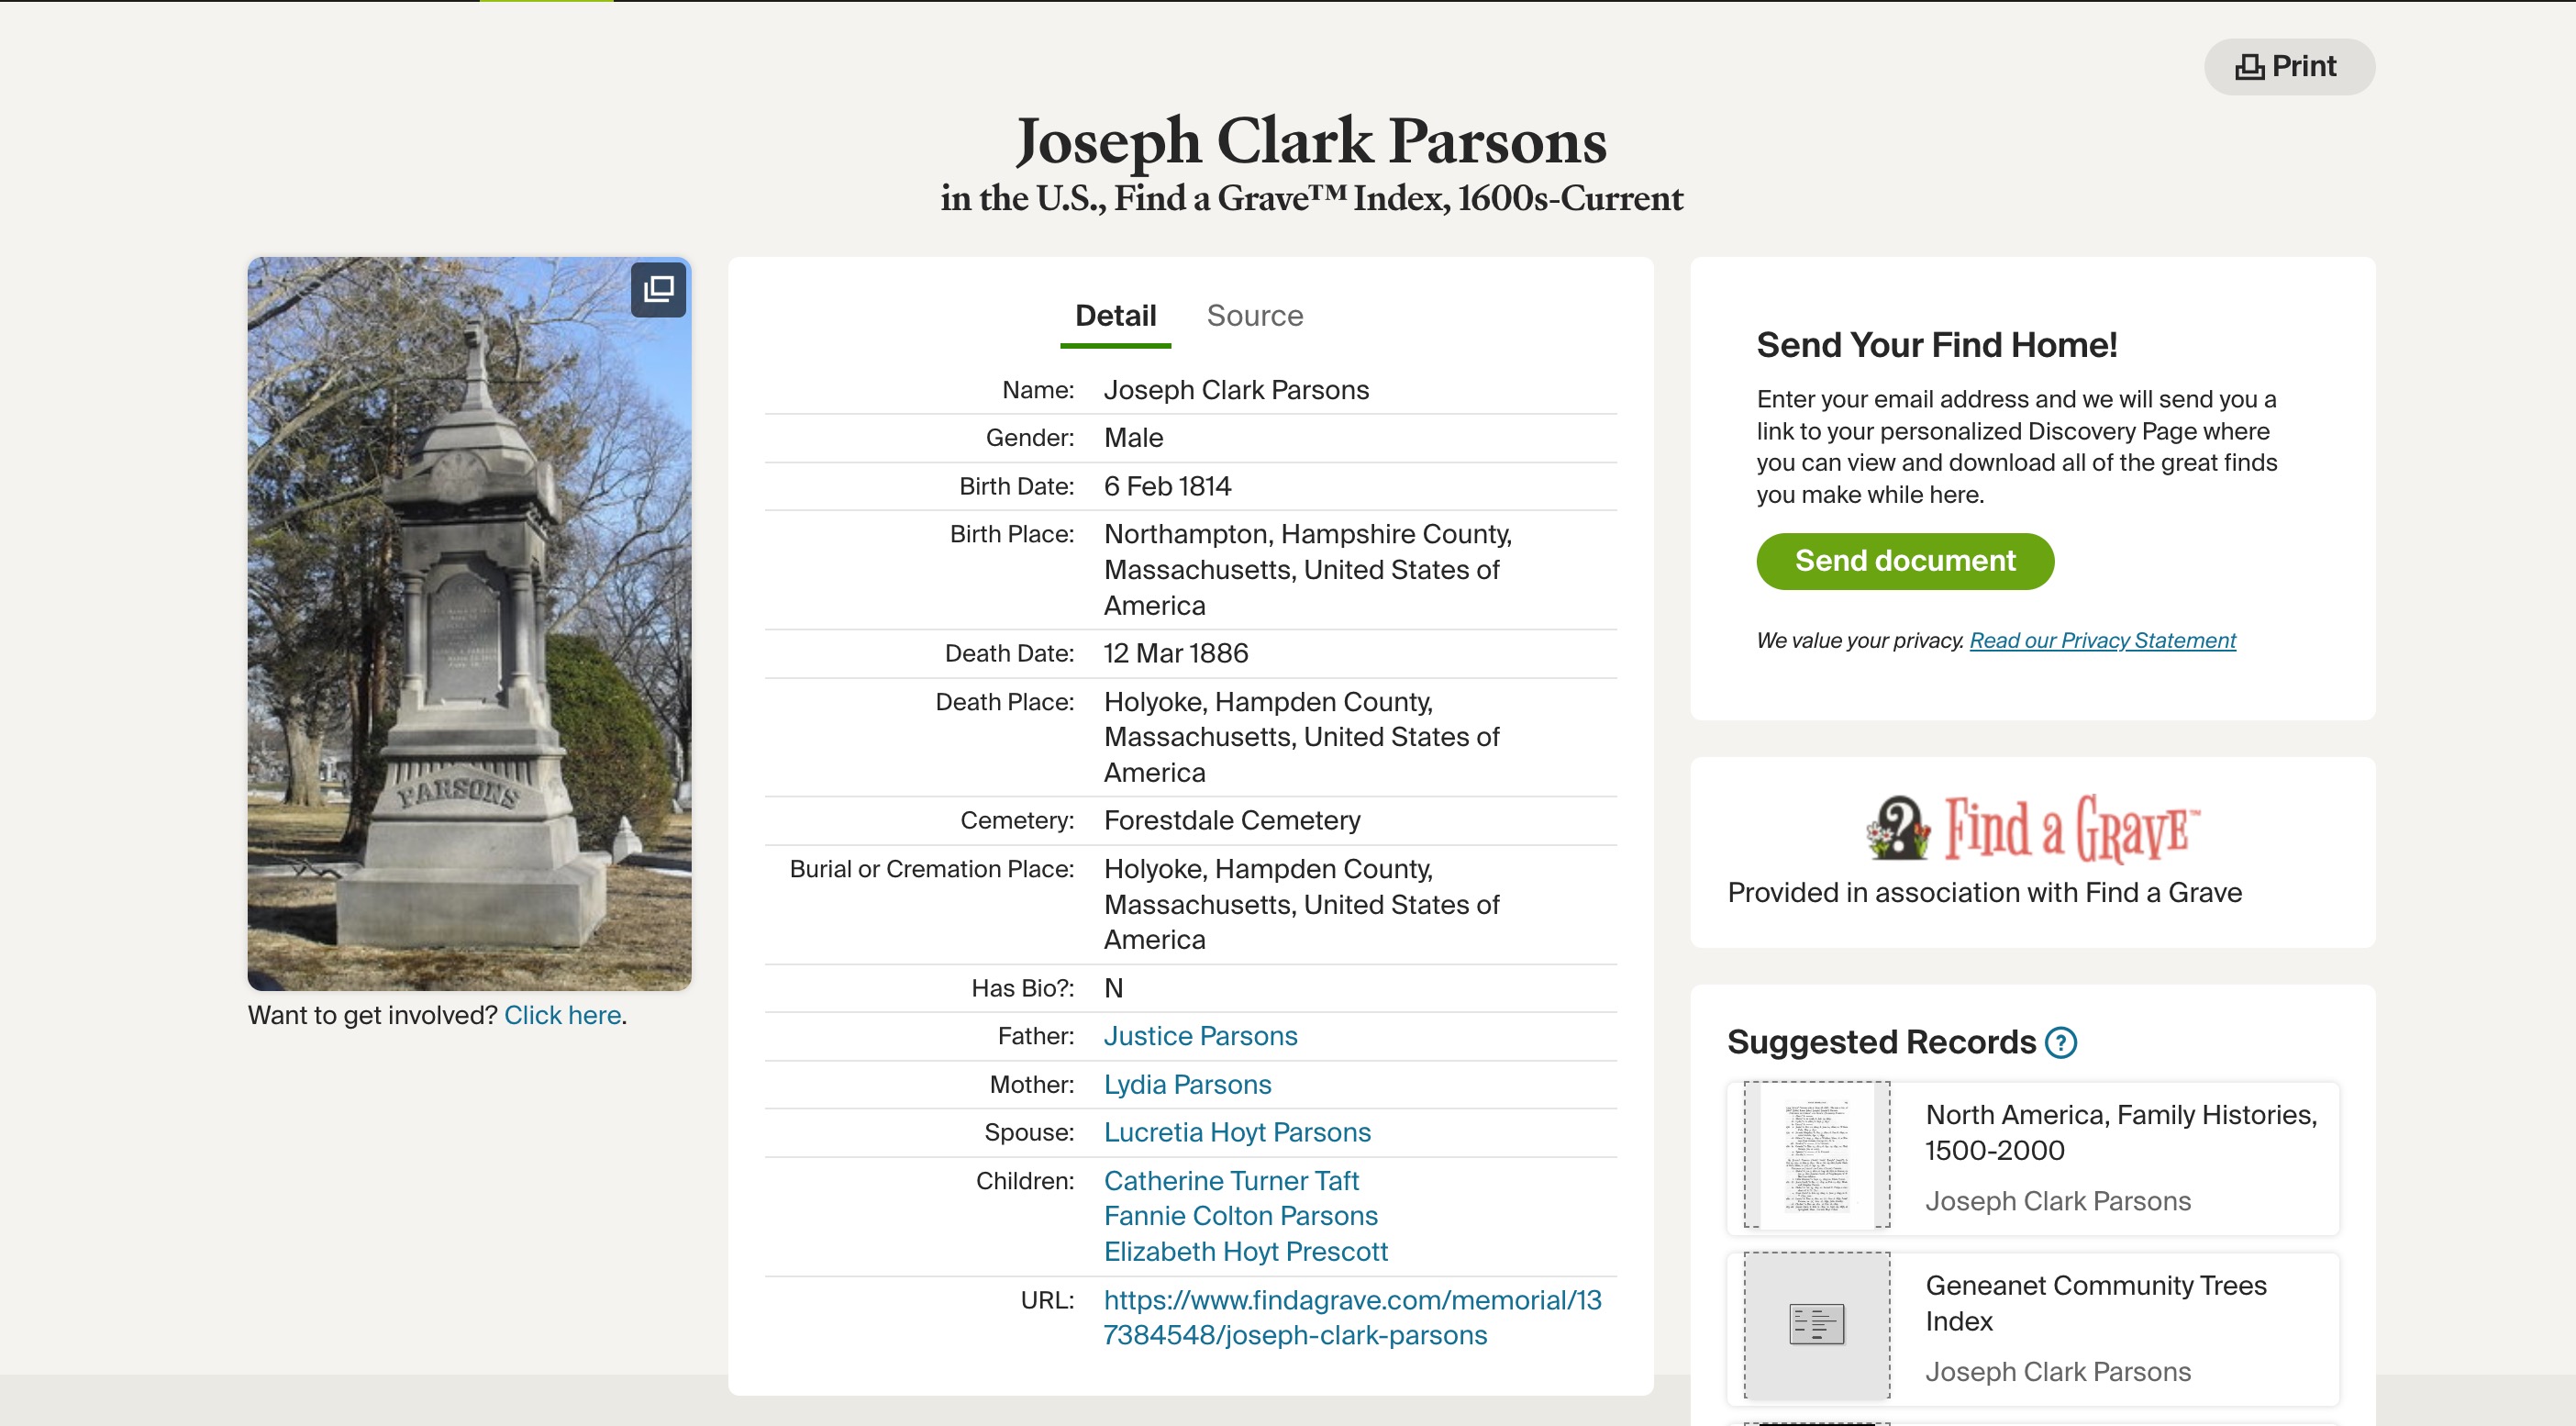 Print
Joseph Clark Parsons
in the U.S., Find a Grave™ Index, 1600s-Current
PARSONS
Want to get involved? Click here.
Detail Source
Name: Joseph Clark Parsons
Gender: Male
Birth Date: 6 Feb 1814
Birth Place: Northampton, Hampshire County,
Massachusetts, United States of
America
Death Date: 12 Mar 1886
Death Place: Holyoke, Hampden County,
Massachusetts, United States of
America
Cemetery: Forestdale Cemetery
Burial or Cremation Place: Holyoke, Hampden County,
Massachusetts, United States of
America
Has Bio?: N
Father: Justice Parsons
Mother: Lydia Parsons
Spouse: Lucretia Hoyt Parsons
Children: Catherine Turner Taft
Fannie Colton Parsons
Elizabeth Hoyt Prescott
URL: https://www.findagrave.com/memorial/13
7384548/joseph-clark-parsons
Send Your Find Home!
Enter your email address and we will send you a
link to your personalized Discovery Page where
you can view and download all of the great finds
you make while here.
Send document
We value your privacy. Read our Privacy Statement
Find a Grave™
Provided in association with Find a Grave
Suggested Records ?
North America, Family Histories,
1500-2000
Joseph Clark Parsons
Geneanet Community Trees
Index
Joseph Clark Parsons